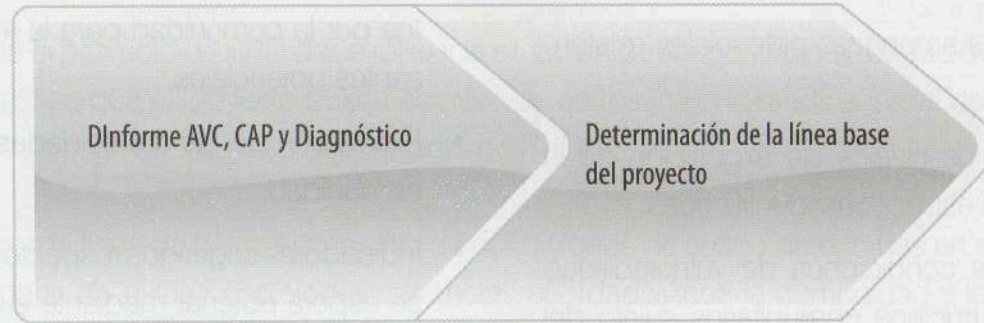 DInforme AVC, CAP y Diagnóstico
Determinación de la línea base
del proyecto